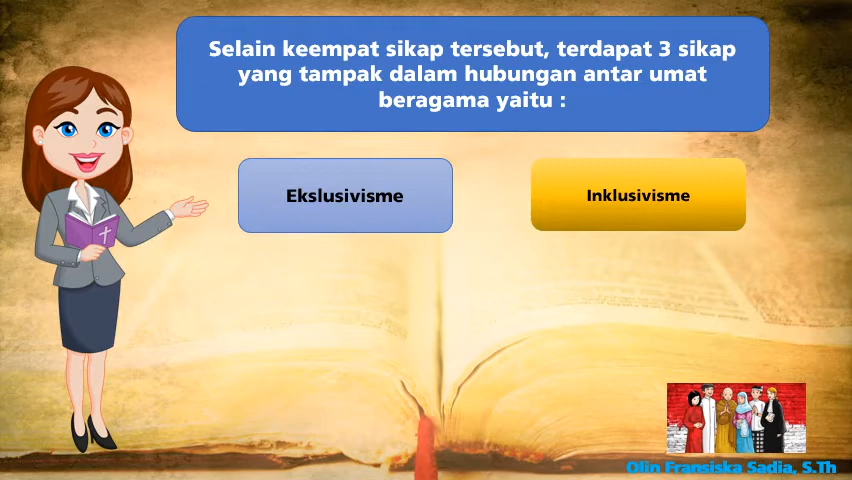 Selain keempat sikap tersebut, terdapat 3 sikap
yang tampak dalam hubungan antar umat
beragama yaitu :
Ekslusivisme
Inklusivisme
Olin Fransiska Sadia, S.Th